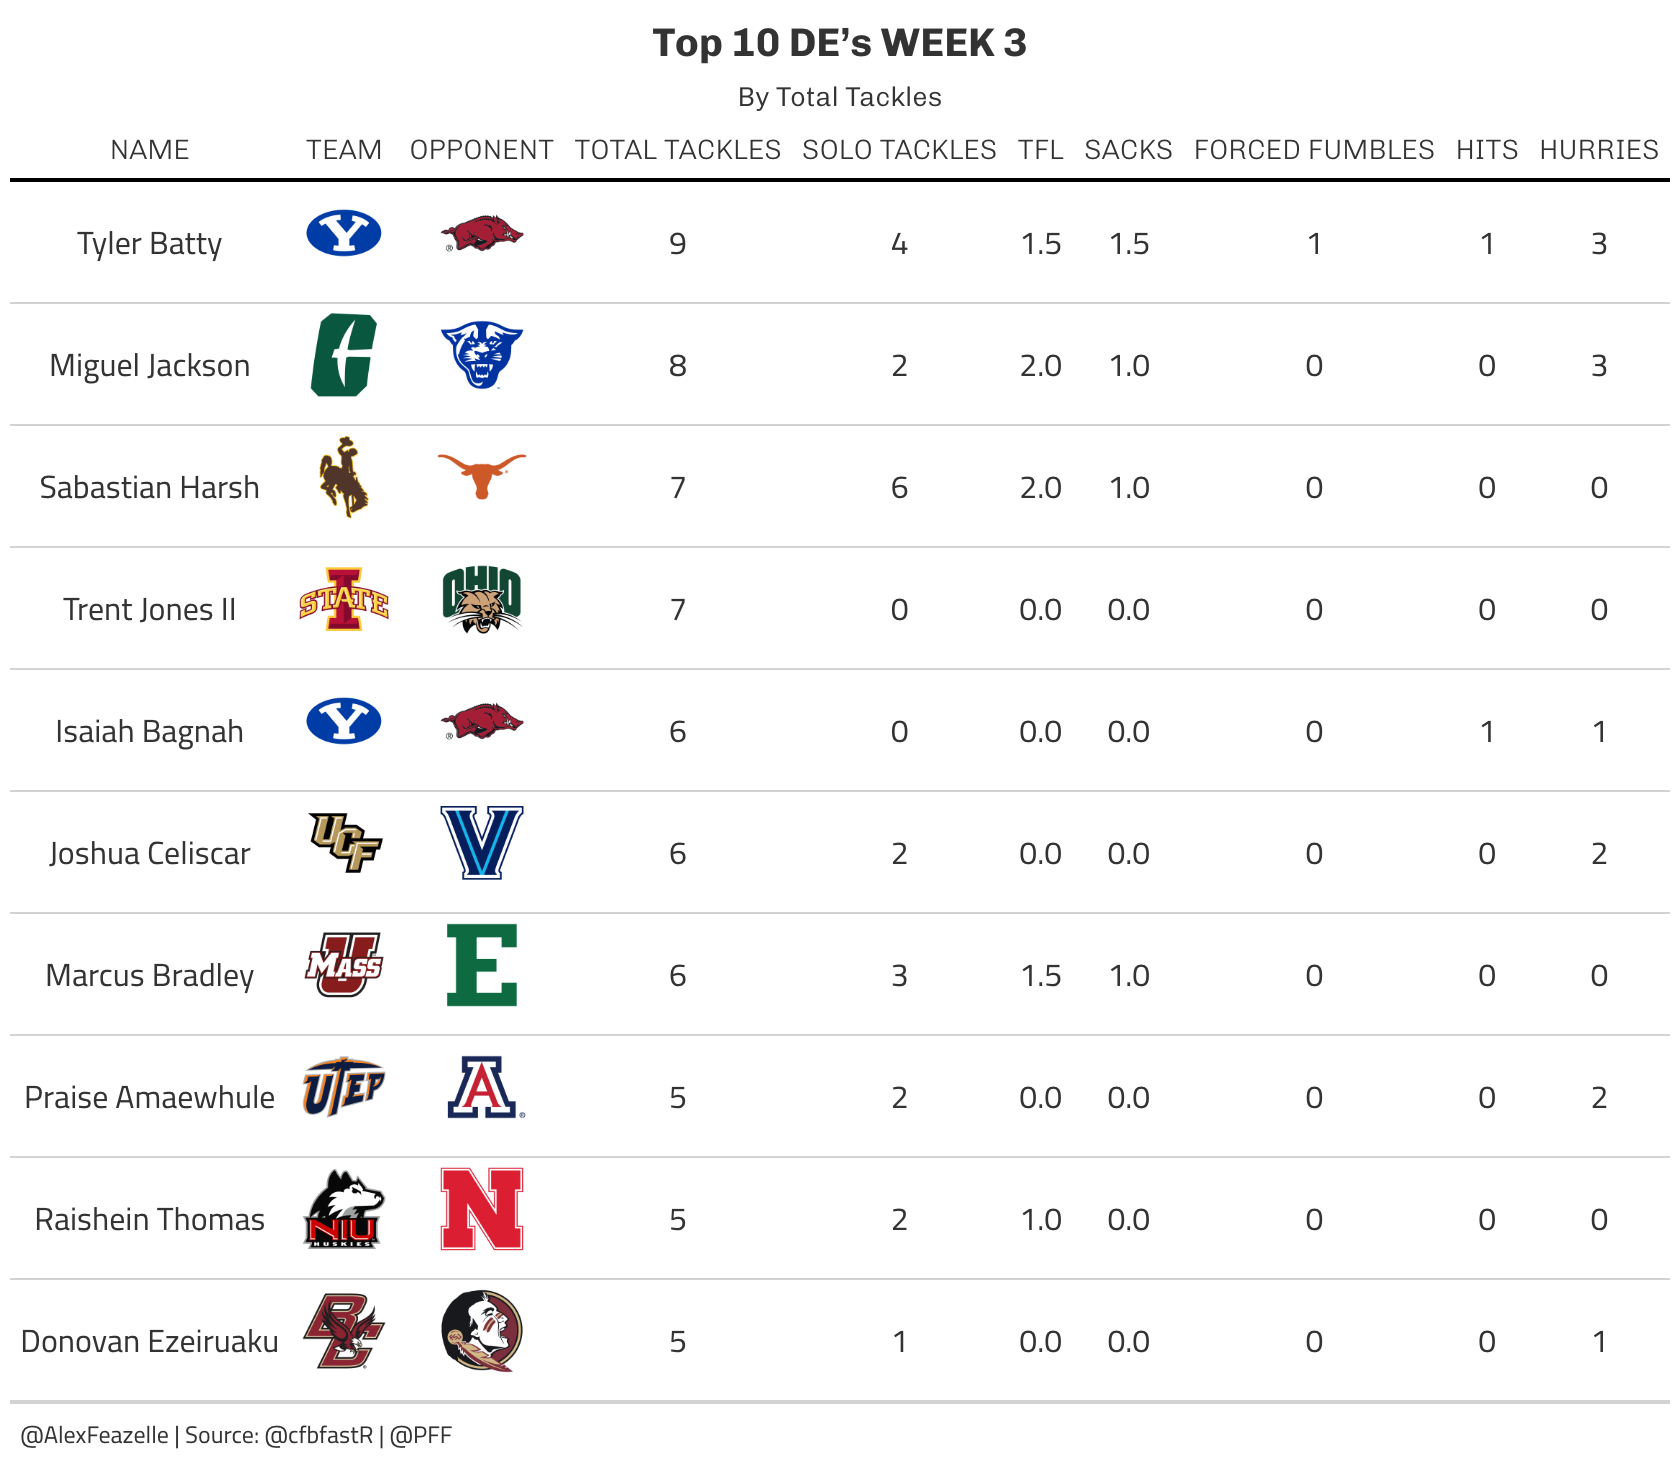 Top 10 DE’s WEEK 3
By Total Tackles
NAME TEAM OPPONENT TOTAL TACKLES SOLO TACKLES TFL SACKS FORCED FUMBLES HITS HURRIES
Tyler Batty Y ® 9 4 1.5 1.5 1 1 3
Miguel Jackson C 8 2 2.0 1.0 0 0 3
Sabastian Harsh 7 6 2.0 1.0 0 0 0
Trent Jones II I STATE OHIO 7 0 0.0 0.0 0 0 0
Isaiah Bagnah Y ® 6 0 0.0 0.0 0 1 1
Joshua Celiscar UCF V 6 2 0.0 0.0 0 0 2
Marcus Bradley U MASS E 6 3 1.5 1.0 0 0 0
Praise Amaewhule UTEP A ® 5 2 0.0 0.0 0 0 2
Raishein Thomas NIU HUSKIES N 5 2 1.0 0.0 0 0 0
Donovan Ezeiruaku BC 5 1 0.0 0.0 0 0 1
@AlexFeazelle | Source: @cfbfastR | @PFF